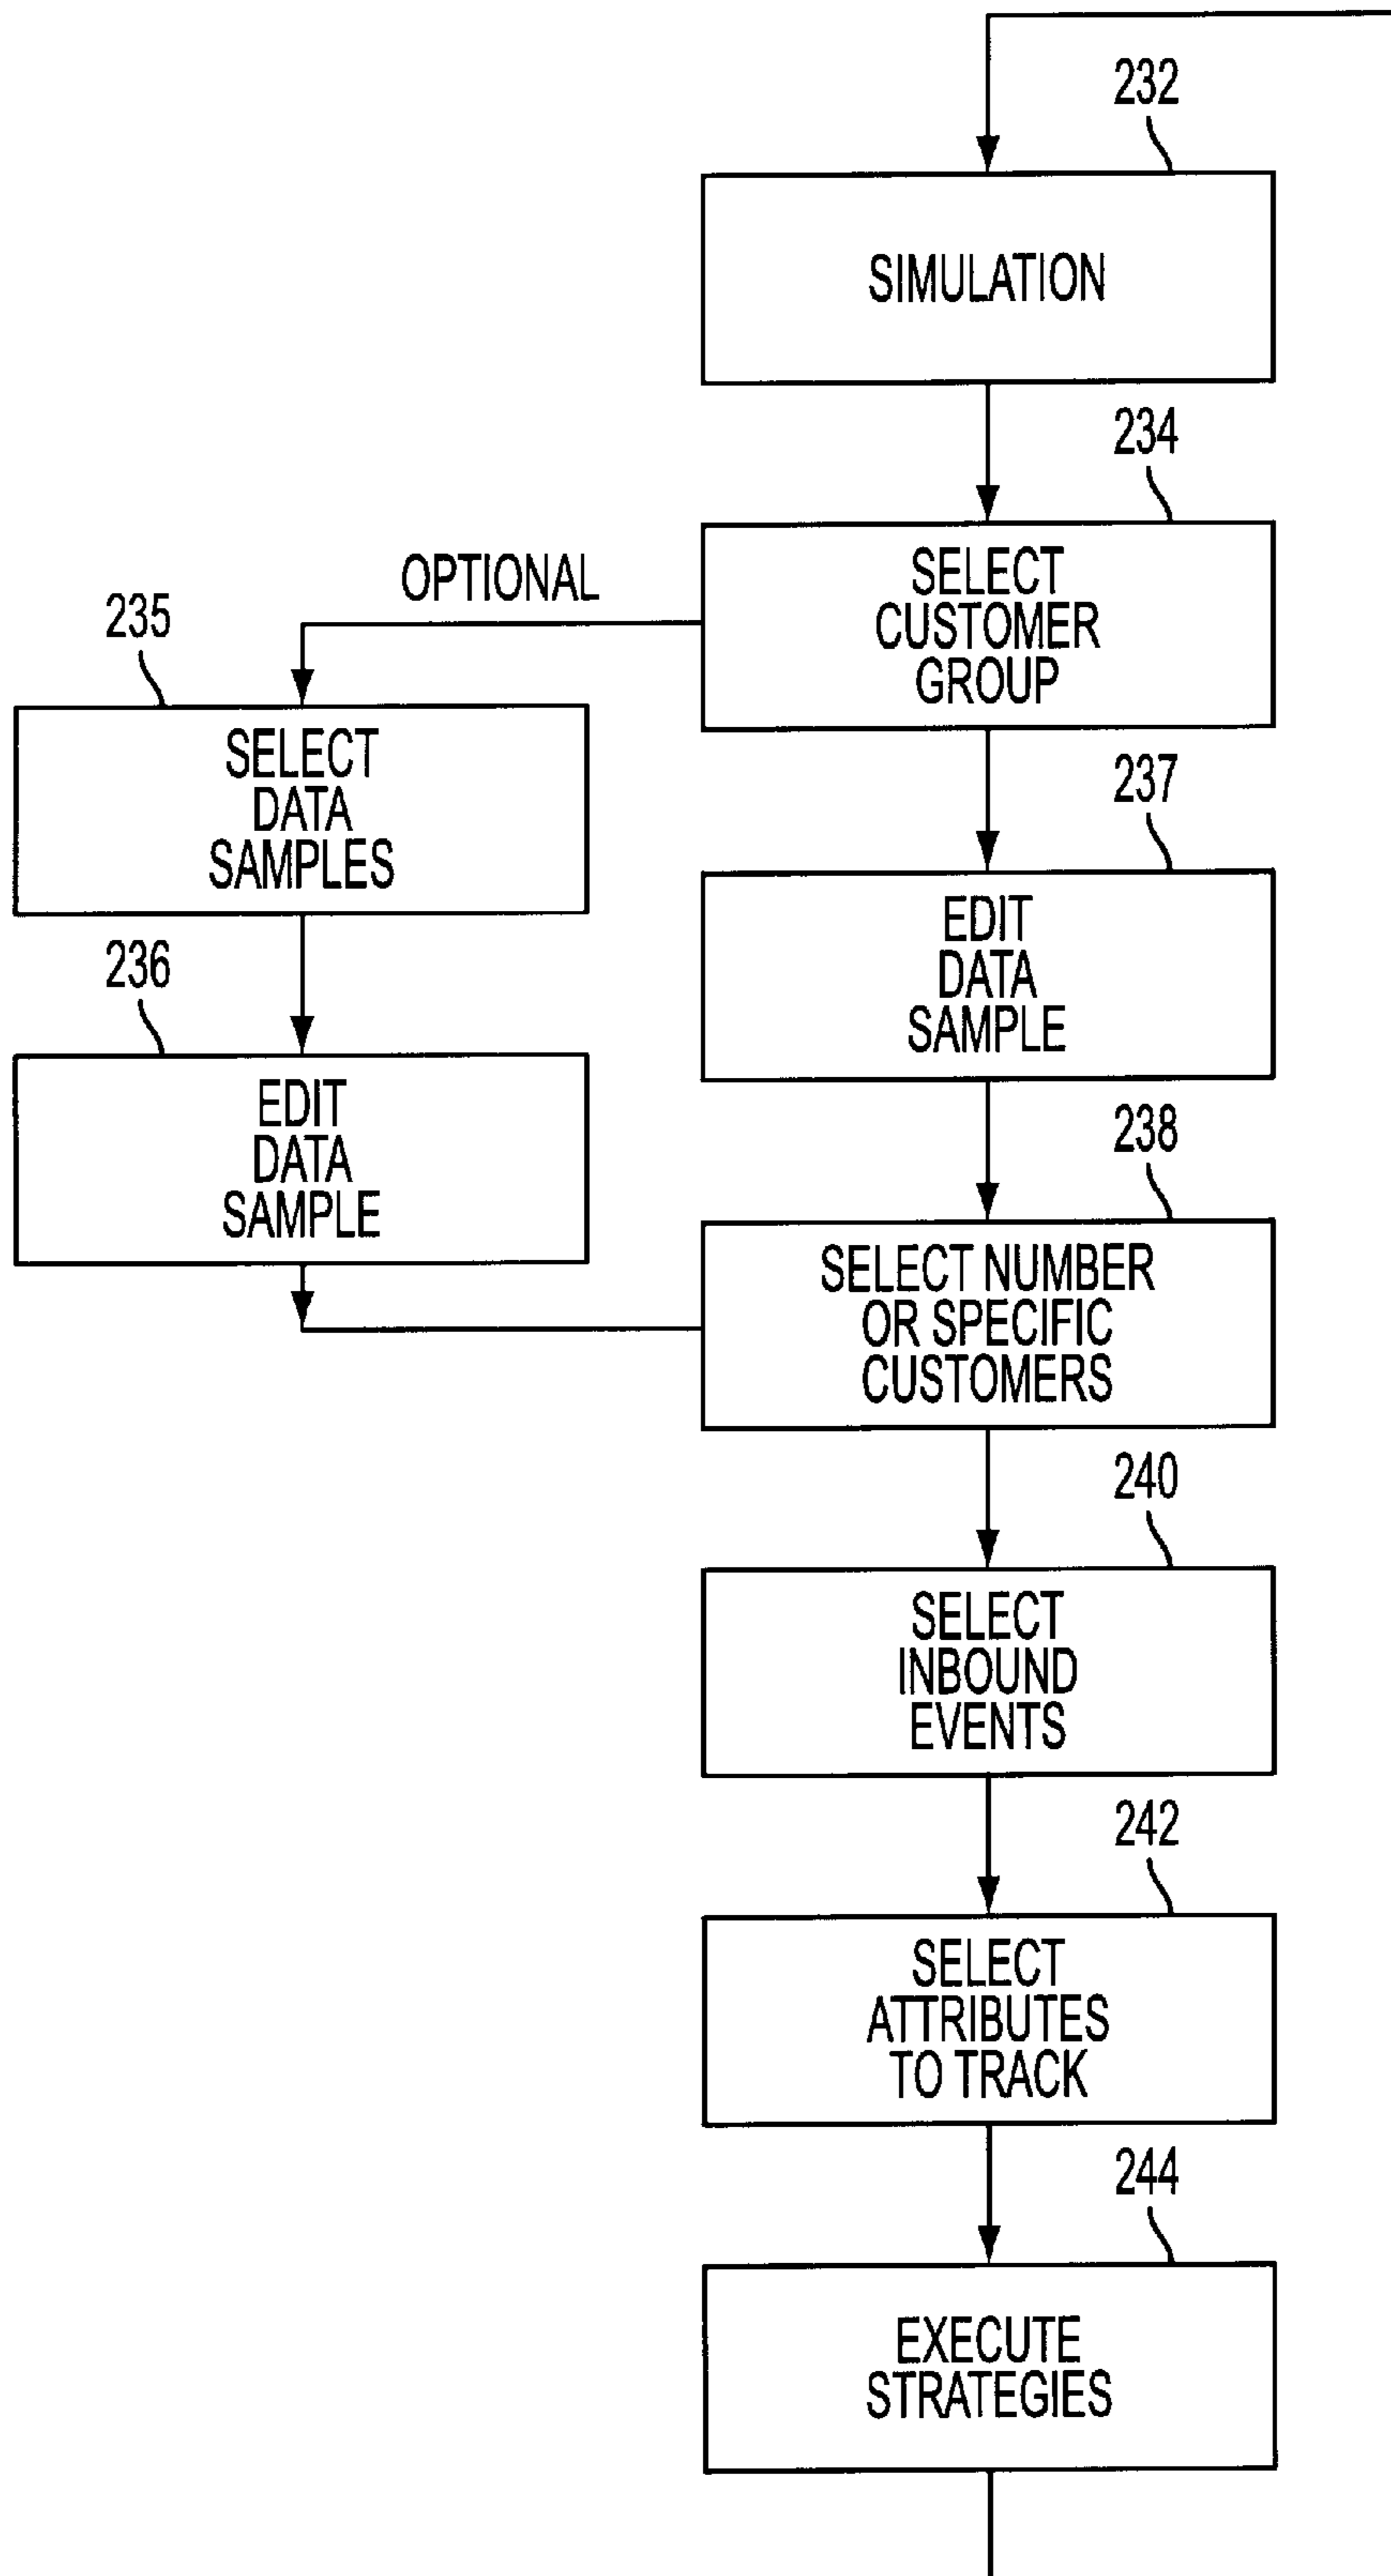 232
SIMULATION
234
SELECT
CUSTOMER
GROUP
OPTIONAL
235
SELECT
DATA
SAMPLES
237
EDIT
DATA
SAMPLE
236
EDIT
DATA
SAMPLE
238
SELECT NUMBER
OR SPECIFIC
CUSTOMERS
240
SELECT
INBOUND
EVENTS
242
SELECT
ATTRIBUTES
TO TRACK
244
EXECUTE
STRATEGIES